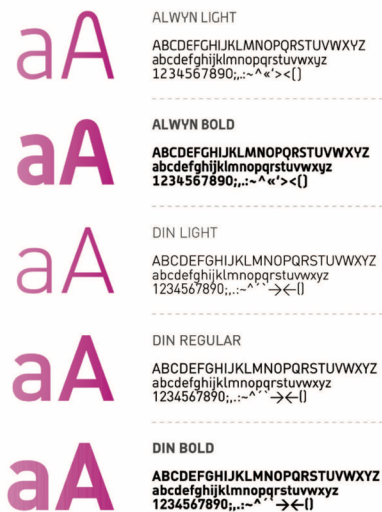 aA
ALWYN LIGHT
ABCDEFGHIJKLMNOPQRSTUVWXYZ
abcdefghijklmnopqrstuvwxyz
1234567890;,.:~^«'><()
aA
ALWYN BOLD
ABCDEFGHIJKLMNOPQRSTUVWXYZ
abcdefghijklmnopqrstuvwxyz
1234567890;,.:~^«'><()
aA
DIN LIGHT
ABCDEFGHIJKLMNOPQRSTUVWXYZ
abcdefghijklmnopqrstuvwxyz
1234567890;,.:~^´`→←()
aA
DIN REGULAR
ABCDEFGHIJKLMNOPQRSTUVWXYZ
abcdefghijklmnopqrstuvwxyz
1234567890;,.:~^´`→←()
aA
DIN BOLD
ABCDEFGHIJKLMNOPQRSTUVWXYZ
abcdefghijklmnopqrstuvwxyz
1234567890;,.:~^´`→←()